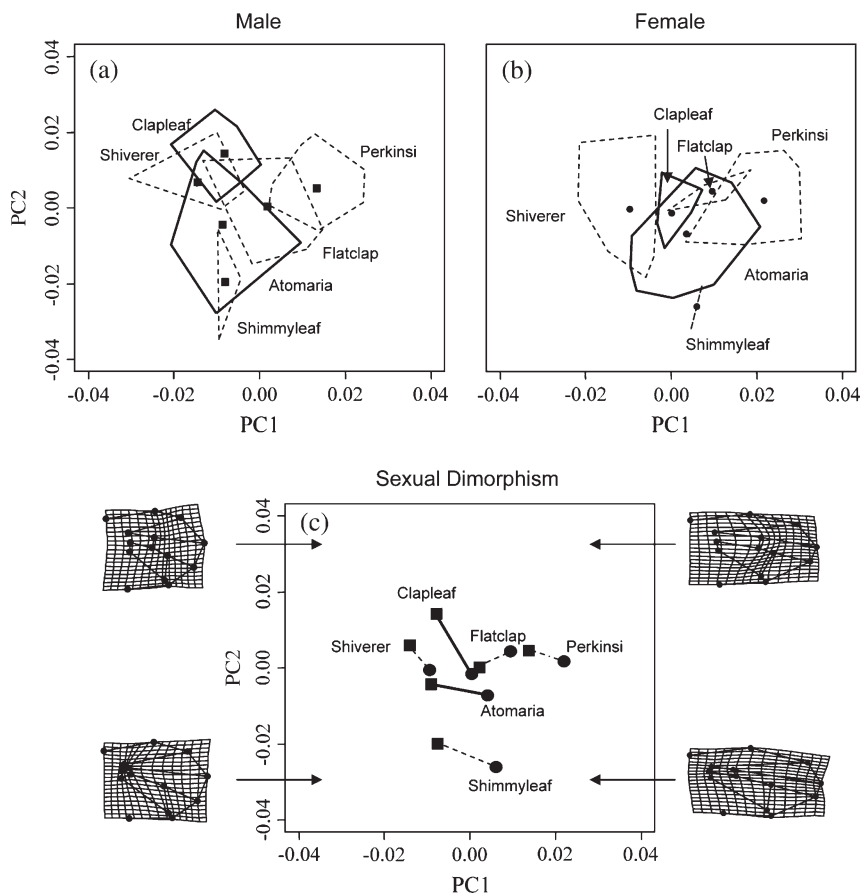 Male
Female
(a)
(b)
Clapleaf
Shiverer
Perkinsi
Flatclap
Atomaria
Shimmyleaf
Clapleaf
Flatclap
Perkinsi
Shiverer
Atomaria
Shimmyleaf
PC2
0.04
0.02
0.00
-0.02
-0.04
-0.04
-0.02
0.00
0.02
0.04
PC1
-0.04
-0.02
0.00
0.02
0.04
PC1
Sexual Dimorphism
(c)
Clapleaf
Shiverer
Flatclap
Perkinsi
Atomaria
Shimmyleaf
PC2
0.04
0.02
0.00
-0.02
-0.04
-0.04
-0.02
0.00
0.02
0.04
PC1